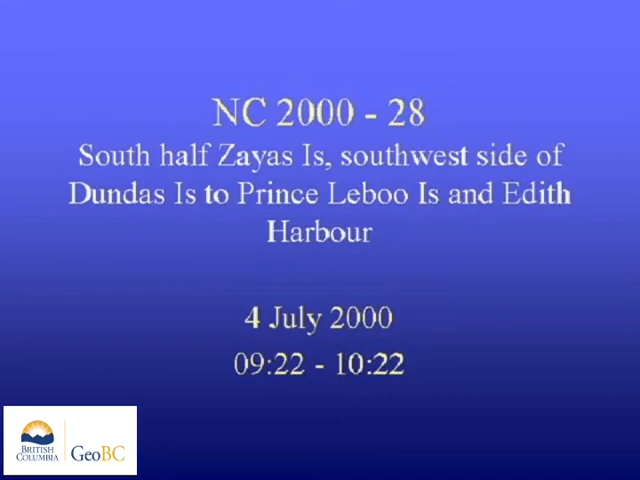 NC 2000 - 28
South half Zayas Is, southwest side of
Dundas Is to Prince Leboo Is and Edith
Harbour
4 July 2000
09:22 - 10:22
BRITISH
COLUMBIA
GeoBC